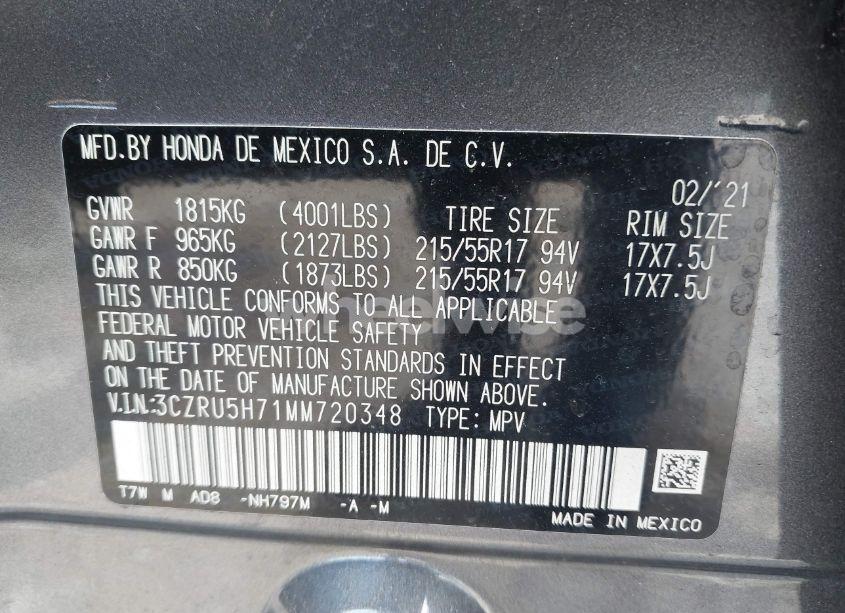 MFD.BY HONDA DE MEXICO S.A. DE C.V.
02/'21
GVWR 1815KG (4001LBS) TIRE SIZE RIM SIZE
GAWR F 965KG (2127LBS) 215/55R17 94V 17X7.5J
GAWR R 850KG (1873LBS) 215/55R17 94V 17X7.5J
THIS VEHICLE CONFORMS TO ALL APPLICABLE
FEDERAL MOTOR VEHICLE SAFETY
AND THEFT PREVENTION STANDARDS IN EFFECT
ON THE DATE OF MANUFACTURE SHOWN ABOVE.
V.I.N.:3CZRU5H71MM720348 TYPE: MPV
T7W M AD8 -NH797M -A -M
MADE IN MEXICO
wheelwise